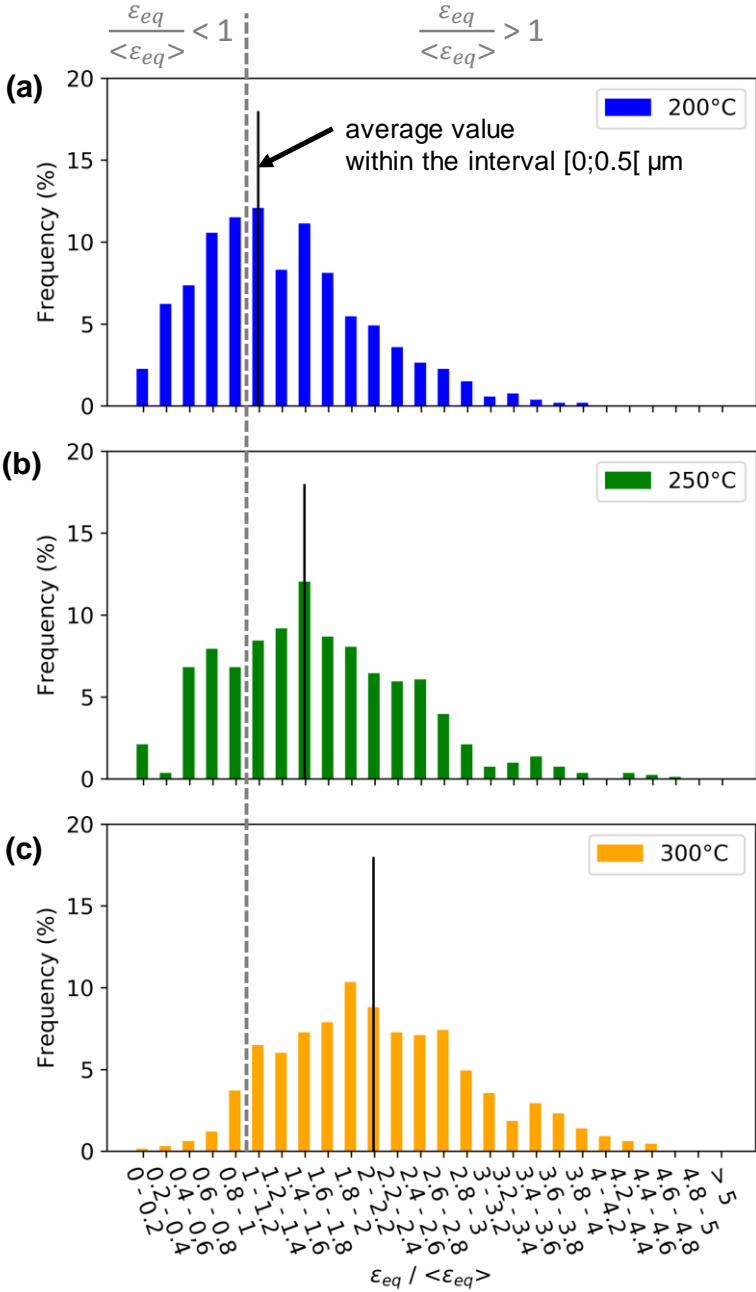 ε_eq / <ε_eq> < 1
ε_eq / <ε_eq> > 1
(a)
20
15
10
5
0
Frequency (%)
200°C
average value
within the interval [0;0.5[ µm
(b)
20
15
10
5
0
Frequency (%)
250°C
(c)
20
15
10
5
0
Frequency (%)
300°C
0 - 0.2
0.2 - 0.4
0.4 - 0.6
0.6 - 0.8
0.8 - 1
1 - 1.2
1.2 - 1.4
1.4 - 1.6
1.6 - 1.8
1.8 - 2
2 - 2.2
2.2 - 2.4
2.4 - 2.6
2.6 - 2.8
2.8 - 3
3 - 3.2
3.2 - 3.4
3.4 - 3.6
3.6 - 3.8
3.8 - 4
4 - 4.2
4.2 - 4.4
4.4 - 4.6
4.6 - 4.8
4.8 - 5
> 5
ε_eq / <ε_eq>